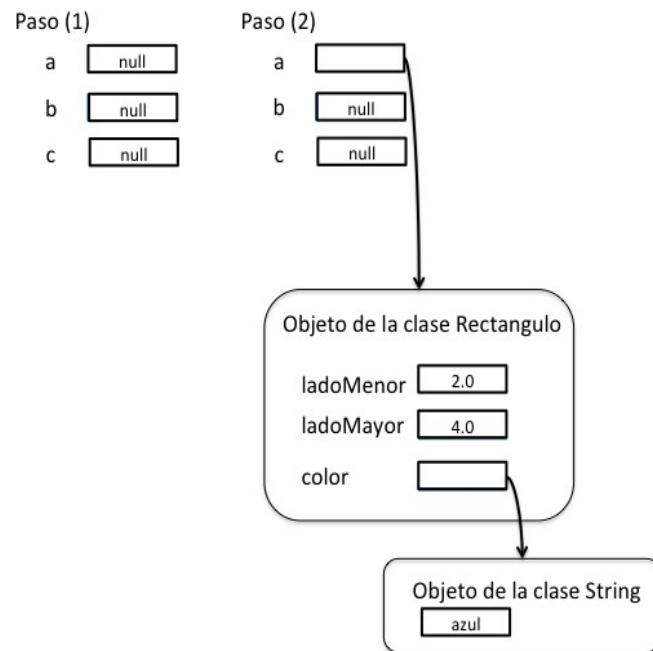 Paso (1)
a null
b null
c null
Paso (2)
a
b null
c null
Objeto de la clase Rectangulo
ladoMenor 2.0
ladoMayor 4.0
color
Objeto de la clase String
azul